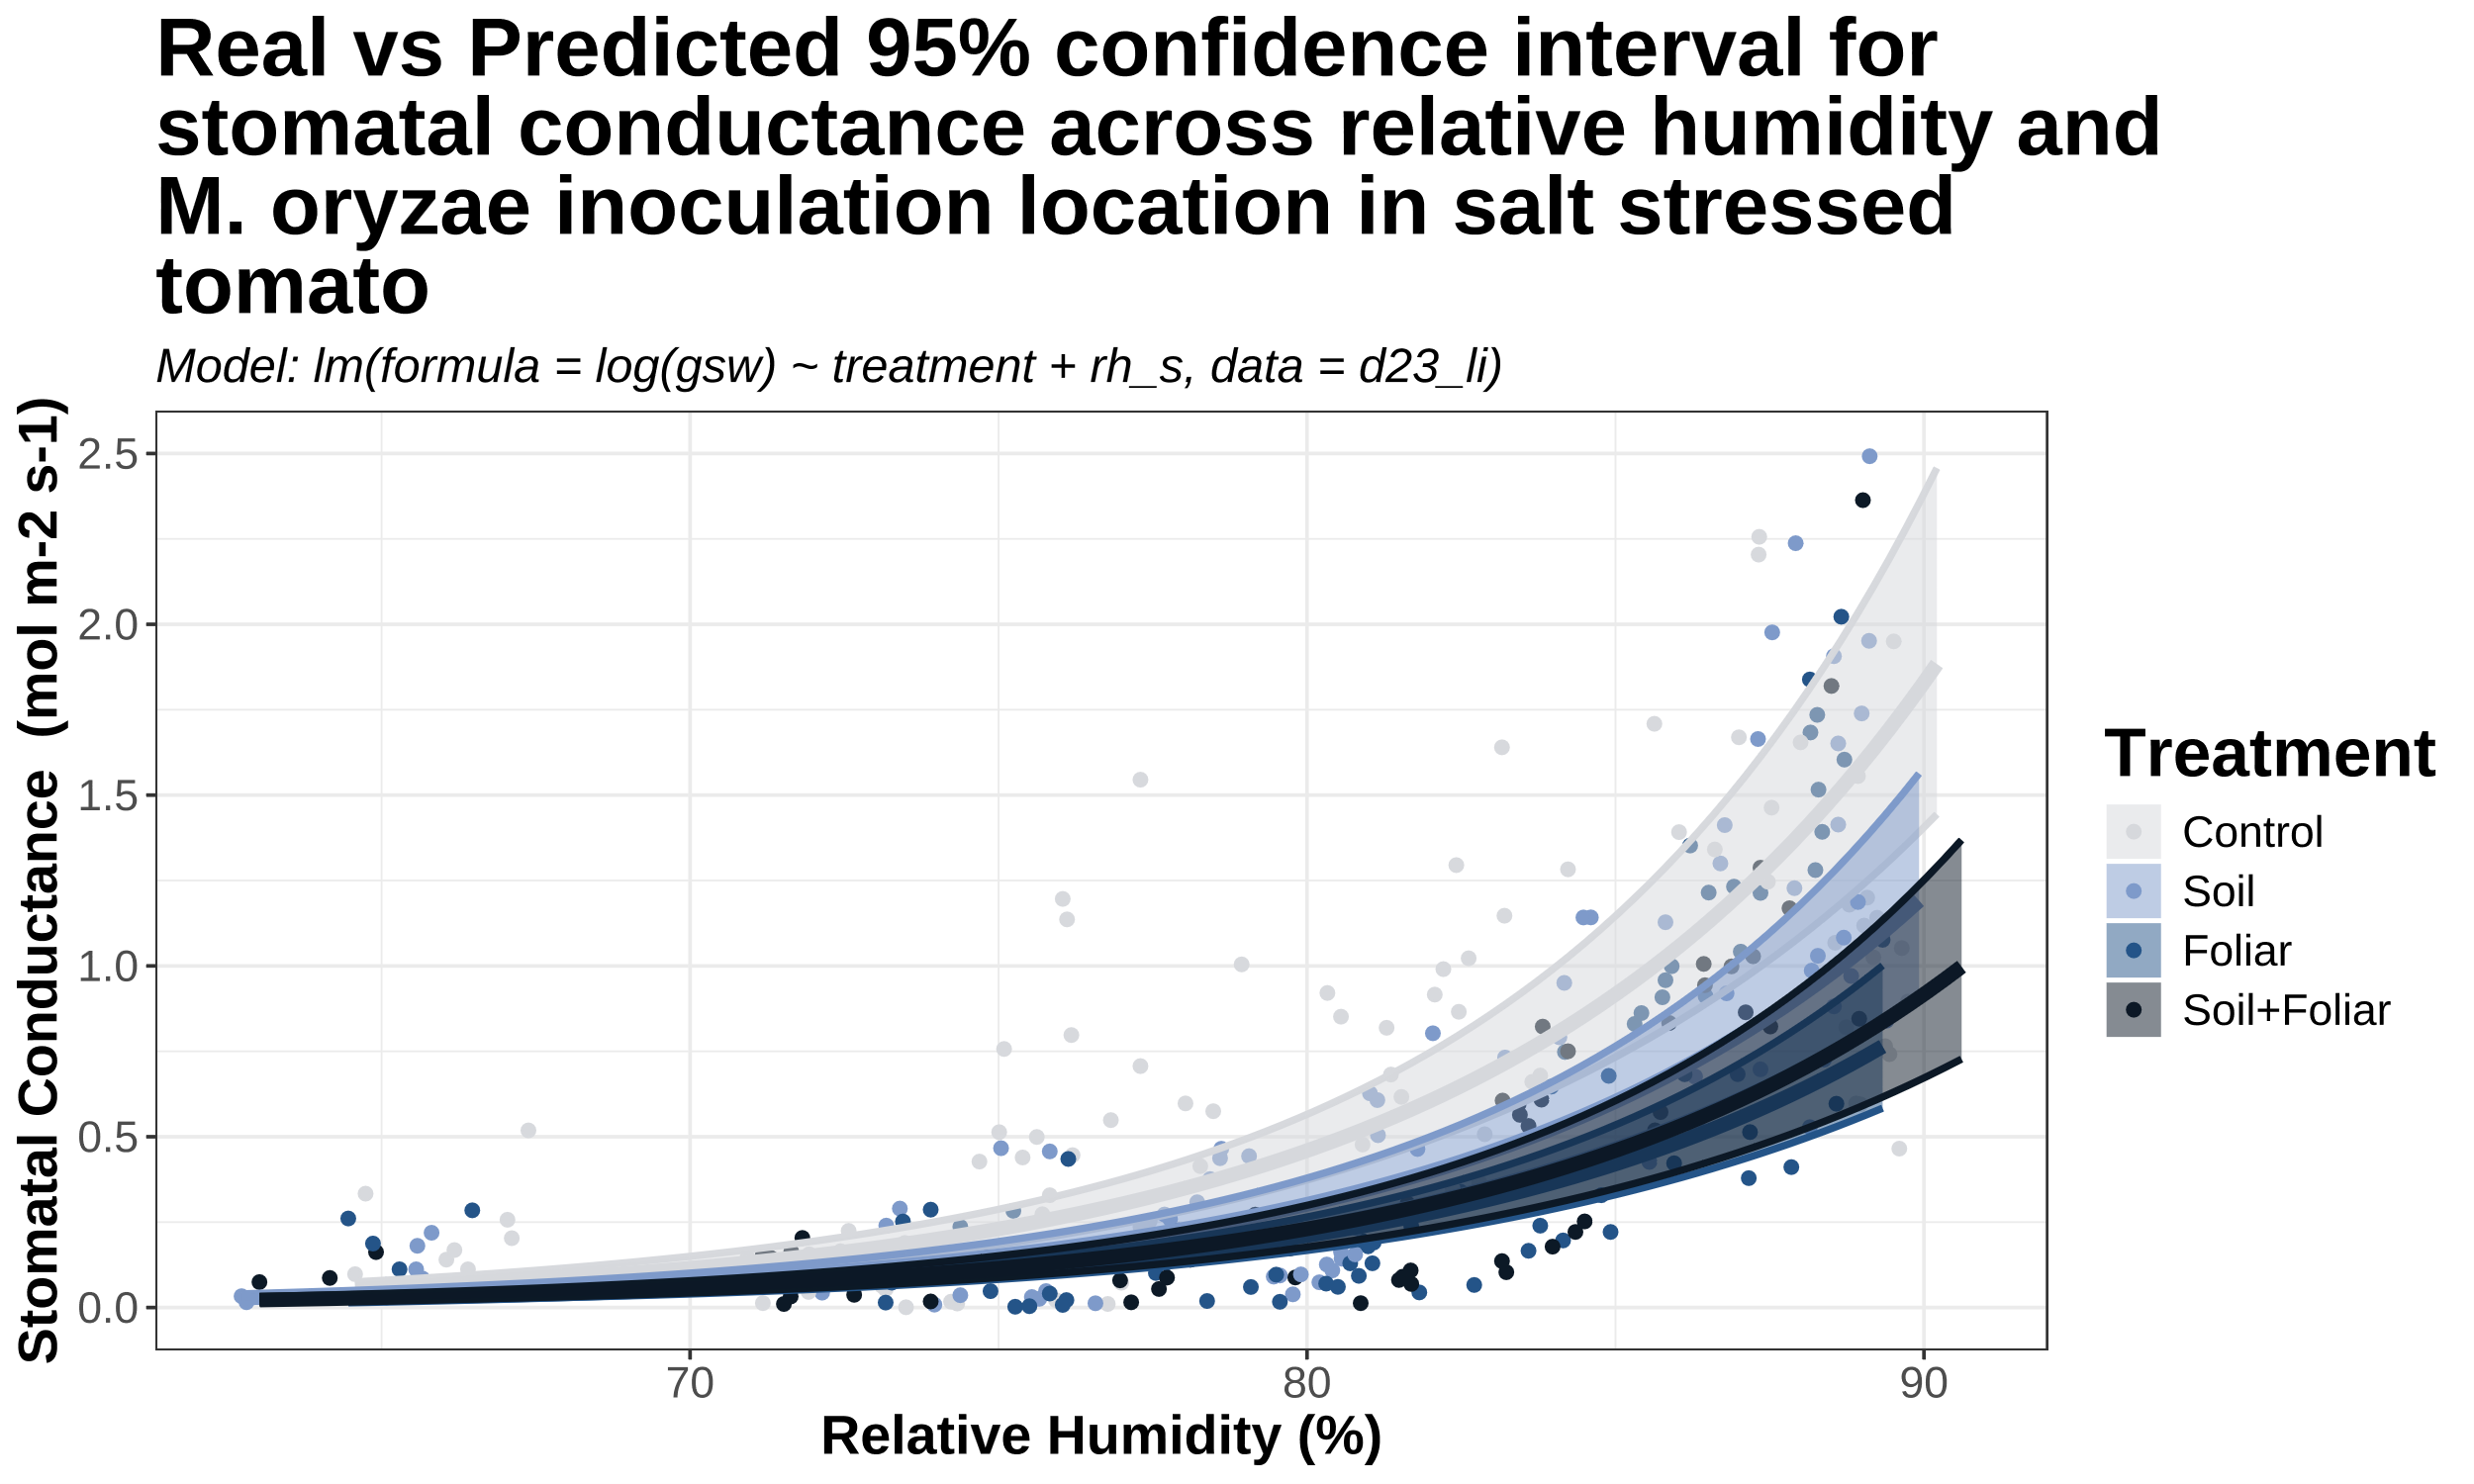 Real vs Predicted 95% confidence interval for
stomatal conductance across relative humidity and
M. oryzae inoculation location in salt stressed
tomato
Model: lm(formula = log(gsw) ~ treatment + rh_s, data = d23_li)
Stomatal Conductance  (mol m-2 s-1)
2.5
2.0
1.5
1.0
0.5
0.0
70
80
90
Relative Humidity (%)
Treatment
Control
Soil
Foliar
Soil+Foliar